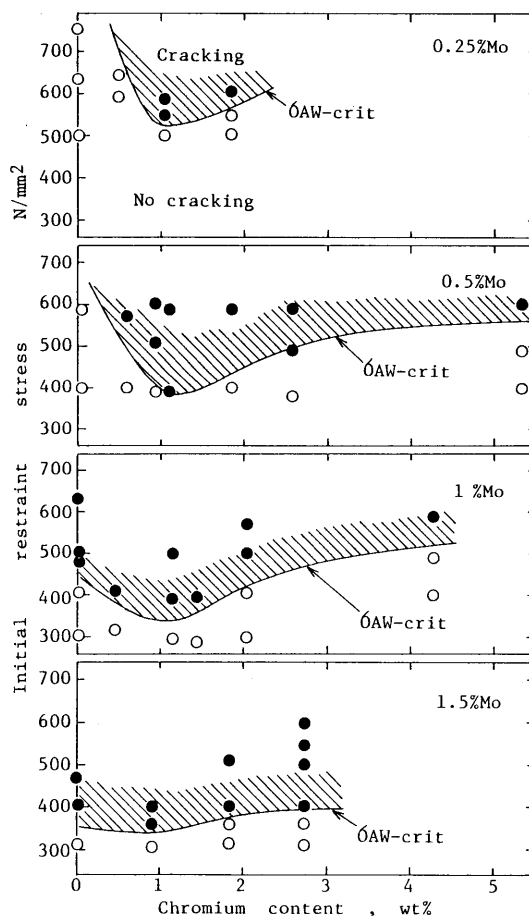 700
600
500
400
300
Cracking
0.25%Mo
σAW-crit
No cracking
700
600
500
400
300
0.5%Mo
σAW-crit
700
600
500
400
300
1%Mo
σAW-crit
700
600
500
400
300
1.5%Mo
σAW-crit
Initial restraint stress N/mm2
0 1 2 3 4 5
Chromium content , wt%